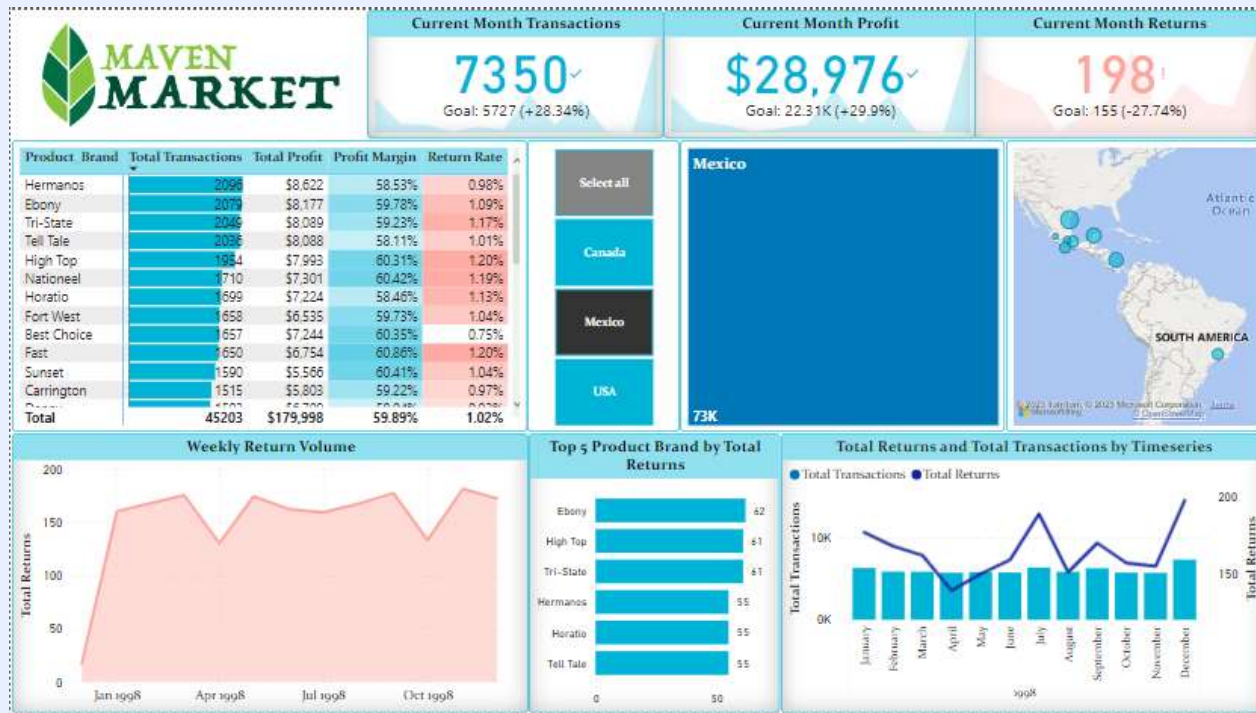 MAVEN
MARKET
Current Month Transactions
7350
Goal: 5727 (+28.34%)
Current Month Profit
$28,976
Goal: 22.31K (+29.9%)
Current Month Returns
198!
Goal: 155 (-27.74%)
Product Brand Total Transactions Total Profit Profit Margin Return Rate
Hermanos 2096 $8,622 58.53% 0.98%
Ebony 2079 $8,177 59.78% 1.09%
Tri-State 2049 $8,089 59.23% 1.17%
Tell Tale 2036 $8,088 58.11% 1.01%
High Top 1954 $7,993 60.31% 1.20%
Nationeel 1710 $7,301 60.42% 1.19%
Horatio 1699 $7,224 58.46% 1.13%
Fort West 1658 $6,535 59.73% 1.04%
Best Choice 1657 $7,244 60.35% 0.75%
Fast 1650 $6,754 60.86% 1.20%
Sunset 1590 $5,566 60.41% 1.04%
Carrington 1515 $5,803 59.22% 0.97%
Total 45203 $179,998 59.89% 1.02%
Select all
Canada
Mexico
USA
Mexico
73K
Atlantic
Ocean
SOUTH AMERICA
© 2023 TomTom, © 2023 Microsoft Corporation Terms
© OpenStreetMap
Weekly Return Volume
Total Returns
200
150
100
50
0
Jan 1998 Apr 1998 Jul 1998 Oct 1998
Top 5 Product Brand by Total
Returns
Ebony 62
High Top 61
Tri-State 61
Hermanos 55
Horatio 55
Tell Tale 55
0 50
Total Returns and Total Transactions by Timeseries
Total Transactions Total Returns
Total Transactions
10K
0K
200
150
Total Returns
January February March April May June July August September October November December
1998